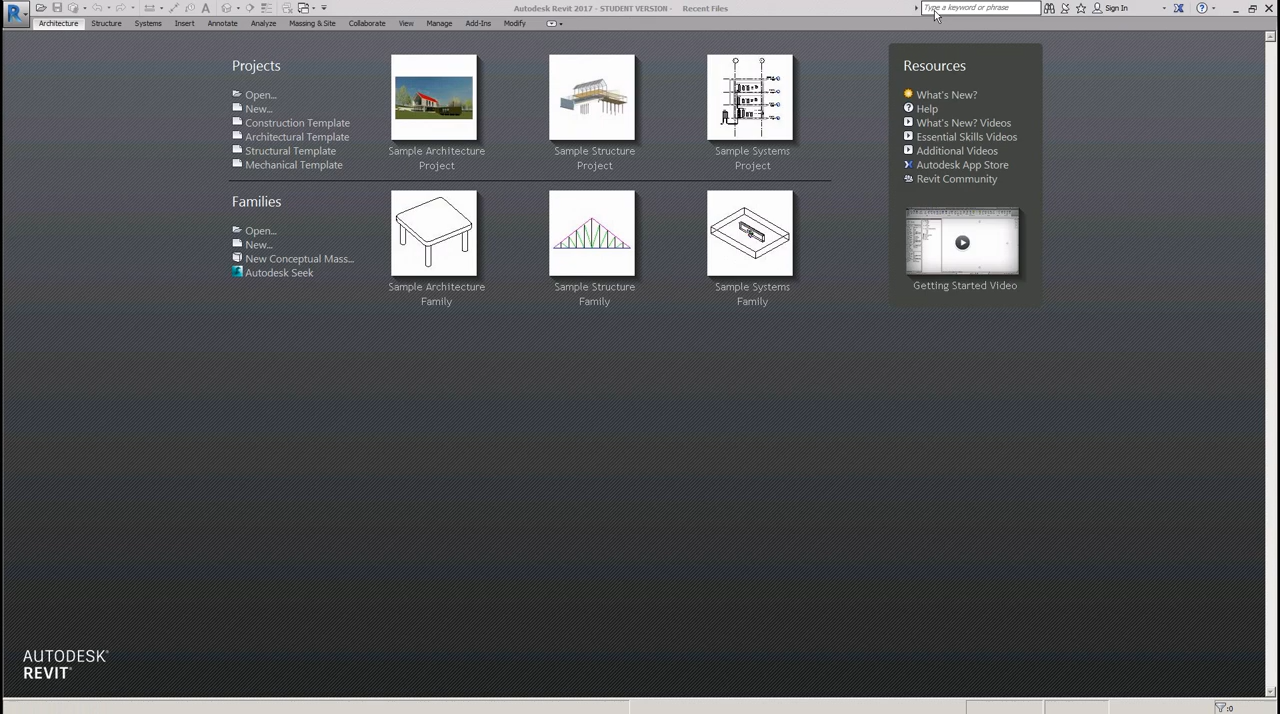 Autodesk Revit 2017 - STUDENT VERSION - Recent Files
Type a keyword or phrase
Sign In
Architecture Structure Systems Insert Annotate Analyze Massing & Site Collaborate View Manage Add-Ins Modify
Projects
Open...
New...
Construction Template
Architectural Template
Structural Template
Mechanical Template
Sample Architecture
Project
Sample Structure
Project
Sample Systems
Project
Families
Open...
New...
New Conceptual Mass...
Autodesk Seek
Sample Architecture
Family
Sample Structure
Family
Sample Systems
Family
Resources
What's New?
Help
What's New? Videos
Essential Skills Videos
Additional Videos
Autodesk App Store
Revit Community
Getting Started Video
AUTODESK®
REVIT®
:0